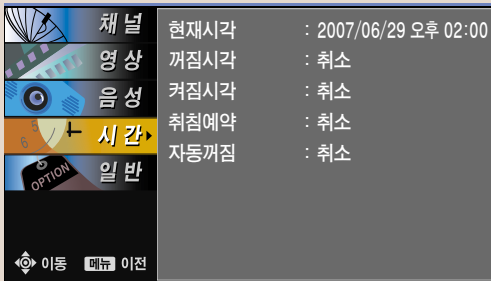 채널
영상
음성
시간
일반
OPTION
5
6
현재시각 : 2007/06/29 오후 02:00
꺼짐시각 : 취소
켜짐시각 : 취소
취침예약 : 취소
자동꺼짐 : 취소
이동 메뉴 이전